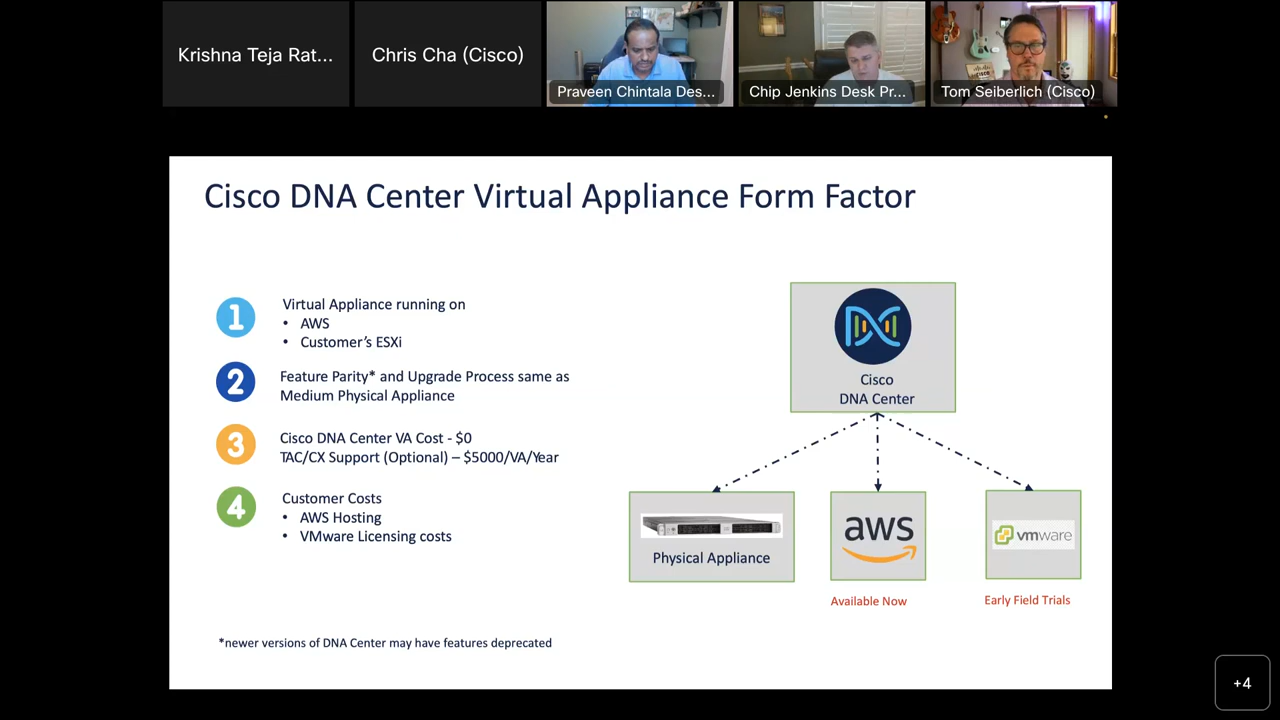 Krishna Teja Rat...
Chris Cha (Cisco)
Praveen Chintala Des...
Chip Jenkins Desk Pr...
Tom Seiberlich (Cisco)
Cisco DNA Center Virtual Appliance Form Factor
1
Virtual Appliance running on
• AWS
• Customer’s ESXi
2
Feature Parity* and Upgrade Process same as
Medium Physical Appliance
3
Cisco DNA Center VA Cost - $0
TAC/CX Support (Optional) – $5000/VA/Year
4
Customer Costs
• AWS Hosting
• VMware Licensing costs
*newer versions of DNA Center may have features deprecated
Cisco
DNA Center
Physical Appliance
aws
Available Now
vmware
Early Field Trials
+4